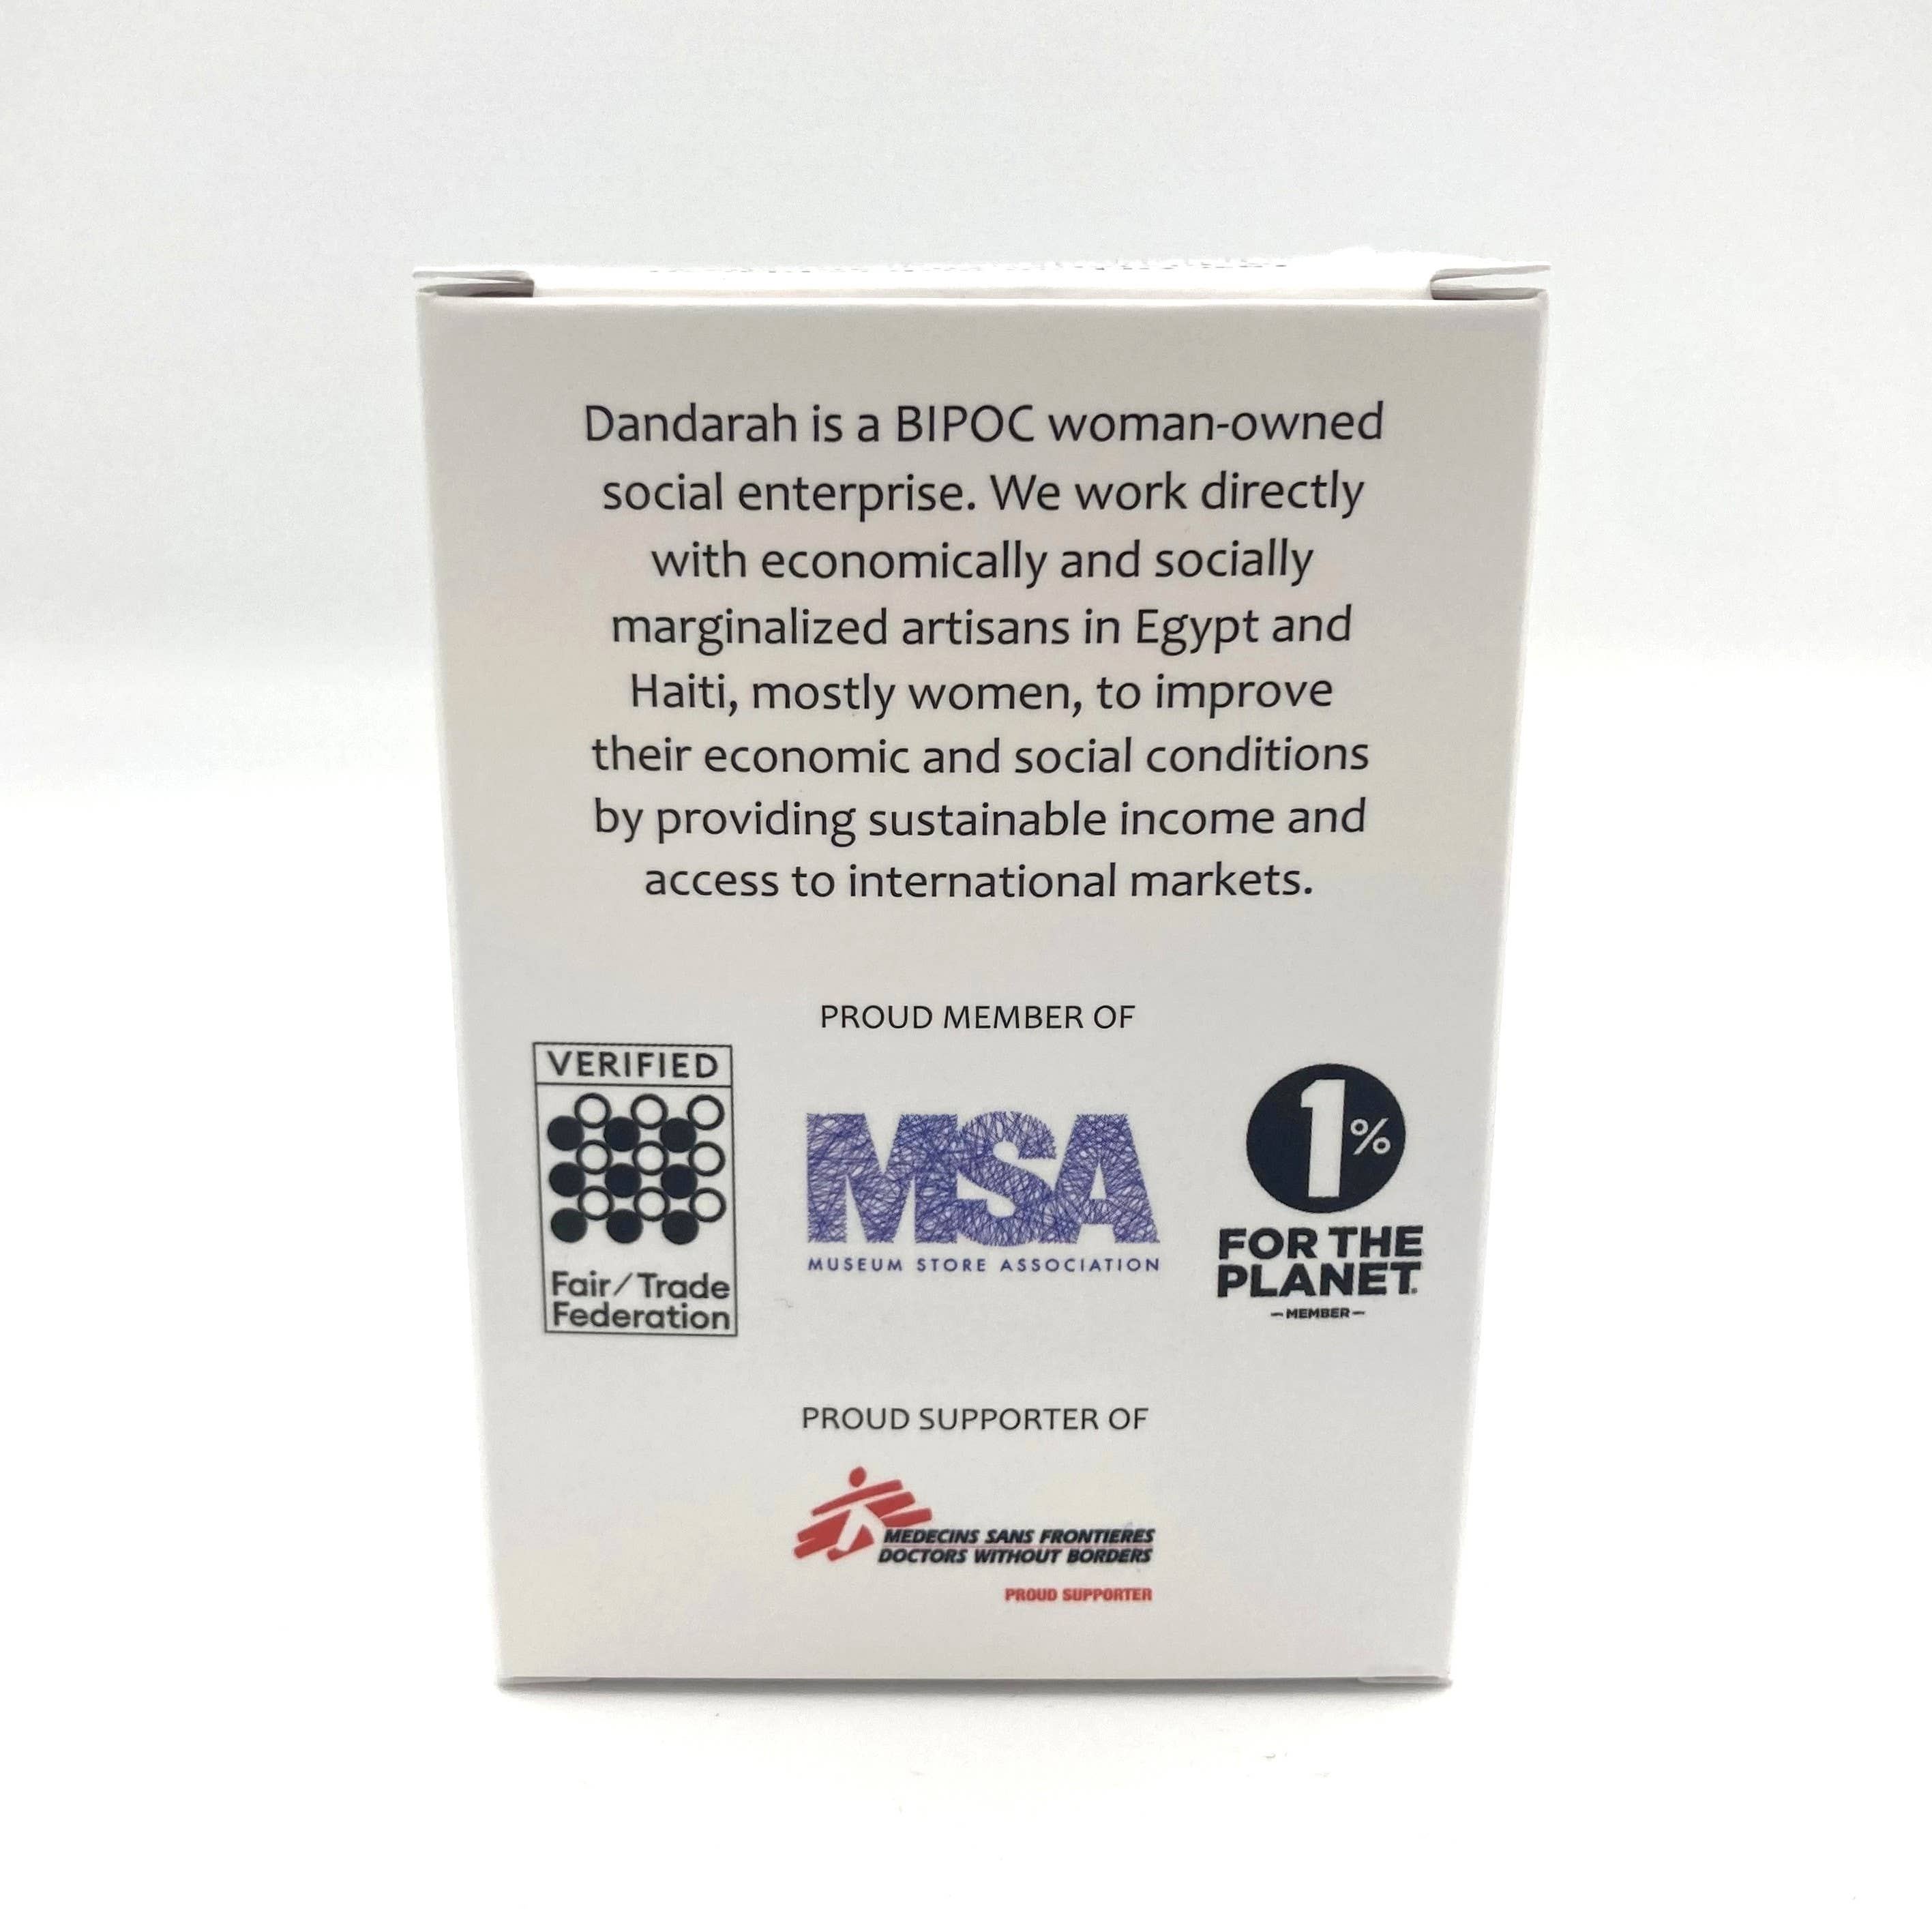 Dandarah is a BIPOC woman-owned
social enterprise. We work directly
with economically and socially
marginalized artisans in Egypt and
Haiti, mostly women, to improve
their economic and social conditions
by providing sustainable income and
access to international markets.
PROUD MEMBER OF
VERIFIED
Fair/Trade
Federation
MSA
MUSEUM STORE ASSOCIATION
1%
FOR THE
PLANET.
MEMBER
PROUD SUPPORTER OF
MEDECINS SANS FRONTIERES
DOCTORS WITHOUT BORDERS
PROUD SUPPORTER